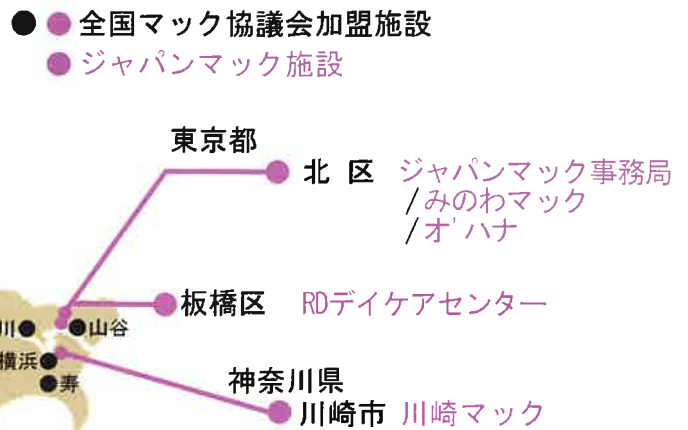 全国マック協議会加盟施設
ジャパンマック施設
東京都
北 区 ジャパンマック事務局
/みのわマック
/オ'ハナ
板橋区 RDデイケアセンター
川
山谷
横浜
寿
神奈川県
川崎市 川崎マック